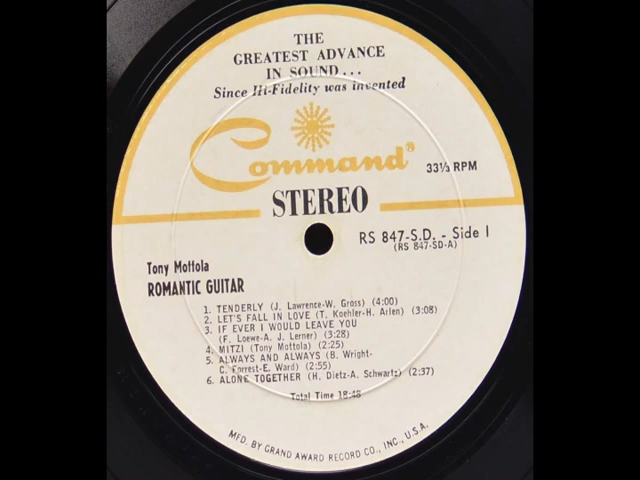 THE
GREATEST ADVANCE
IN SOUND...
Since Hi-Fidelity was invented
Command®
33⅓ RPM
STEREO
RS 847-S.D. - Side 1
(RS 847-SD-A)
Tony Mottola
ROMANTIC GUITAR
1. TENDERLY (J. Lawrence-W. Gross) (4:00)
2. LET'S FALL IN LOVE (T. Koehler-H. Arlen) (3:08)
3. IF EVER I WOULD LEAVE YOU
(F. Loewe-A. J. Lerner) (3:28)
4. MITZI (Tony Mottola) (2:25)
5. ALWAYS AND ALWAYS (B. Wright-
C. Forrest-E. Ward) (2:55)
6. ALONE TOGETHER (H. Dietz-A. Schwartz) (2:37)
Total Time 18:48
MFD. BY GRAND AWARD RECORD CO., INC., U.S.A.